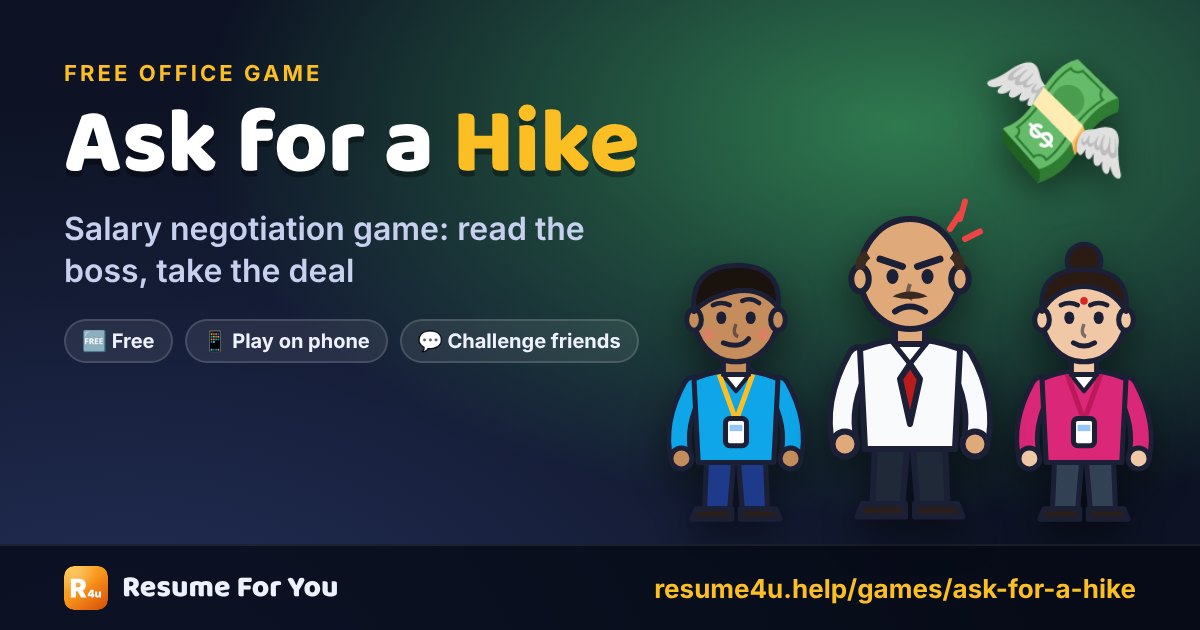 FREE OFFICE GAME
Ask for a Hike
Salary negotiation game: read the
boss, take the deal
FREE Free
Play on phone
Challenge friends
$
R4u Resume For You
resume4u.help/games/ask-for-a-hike